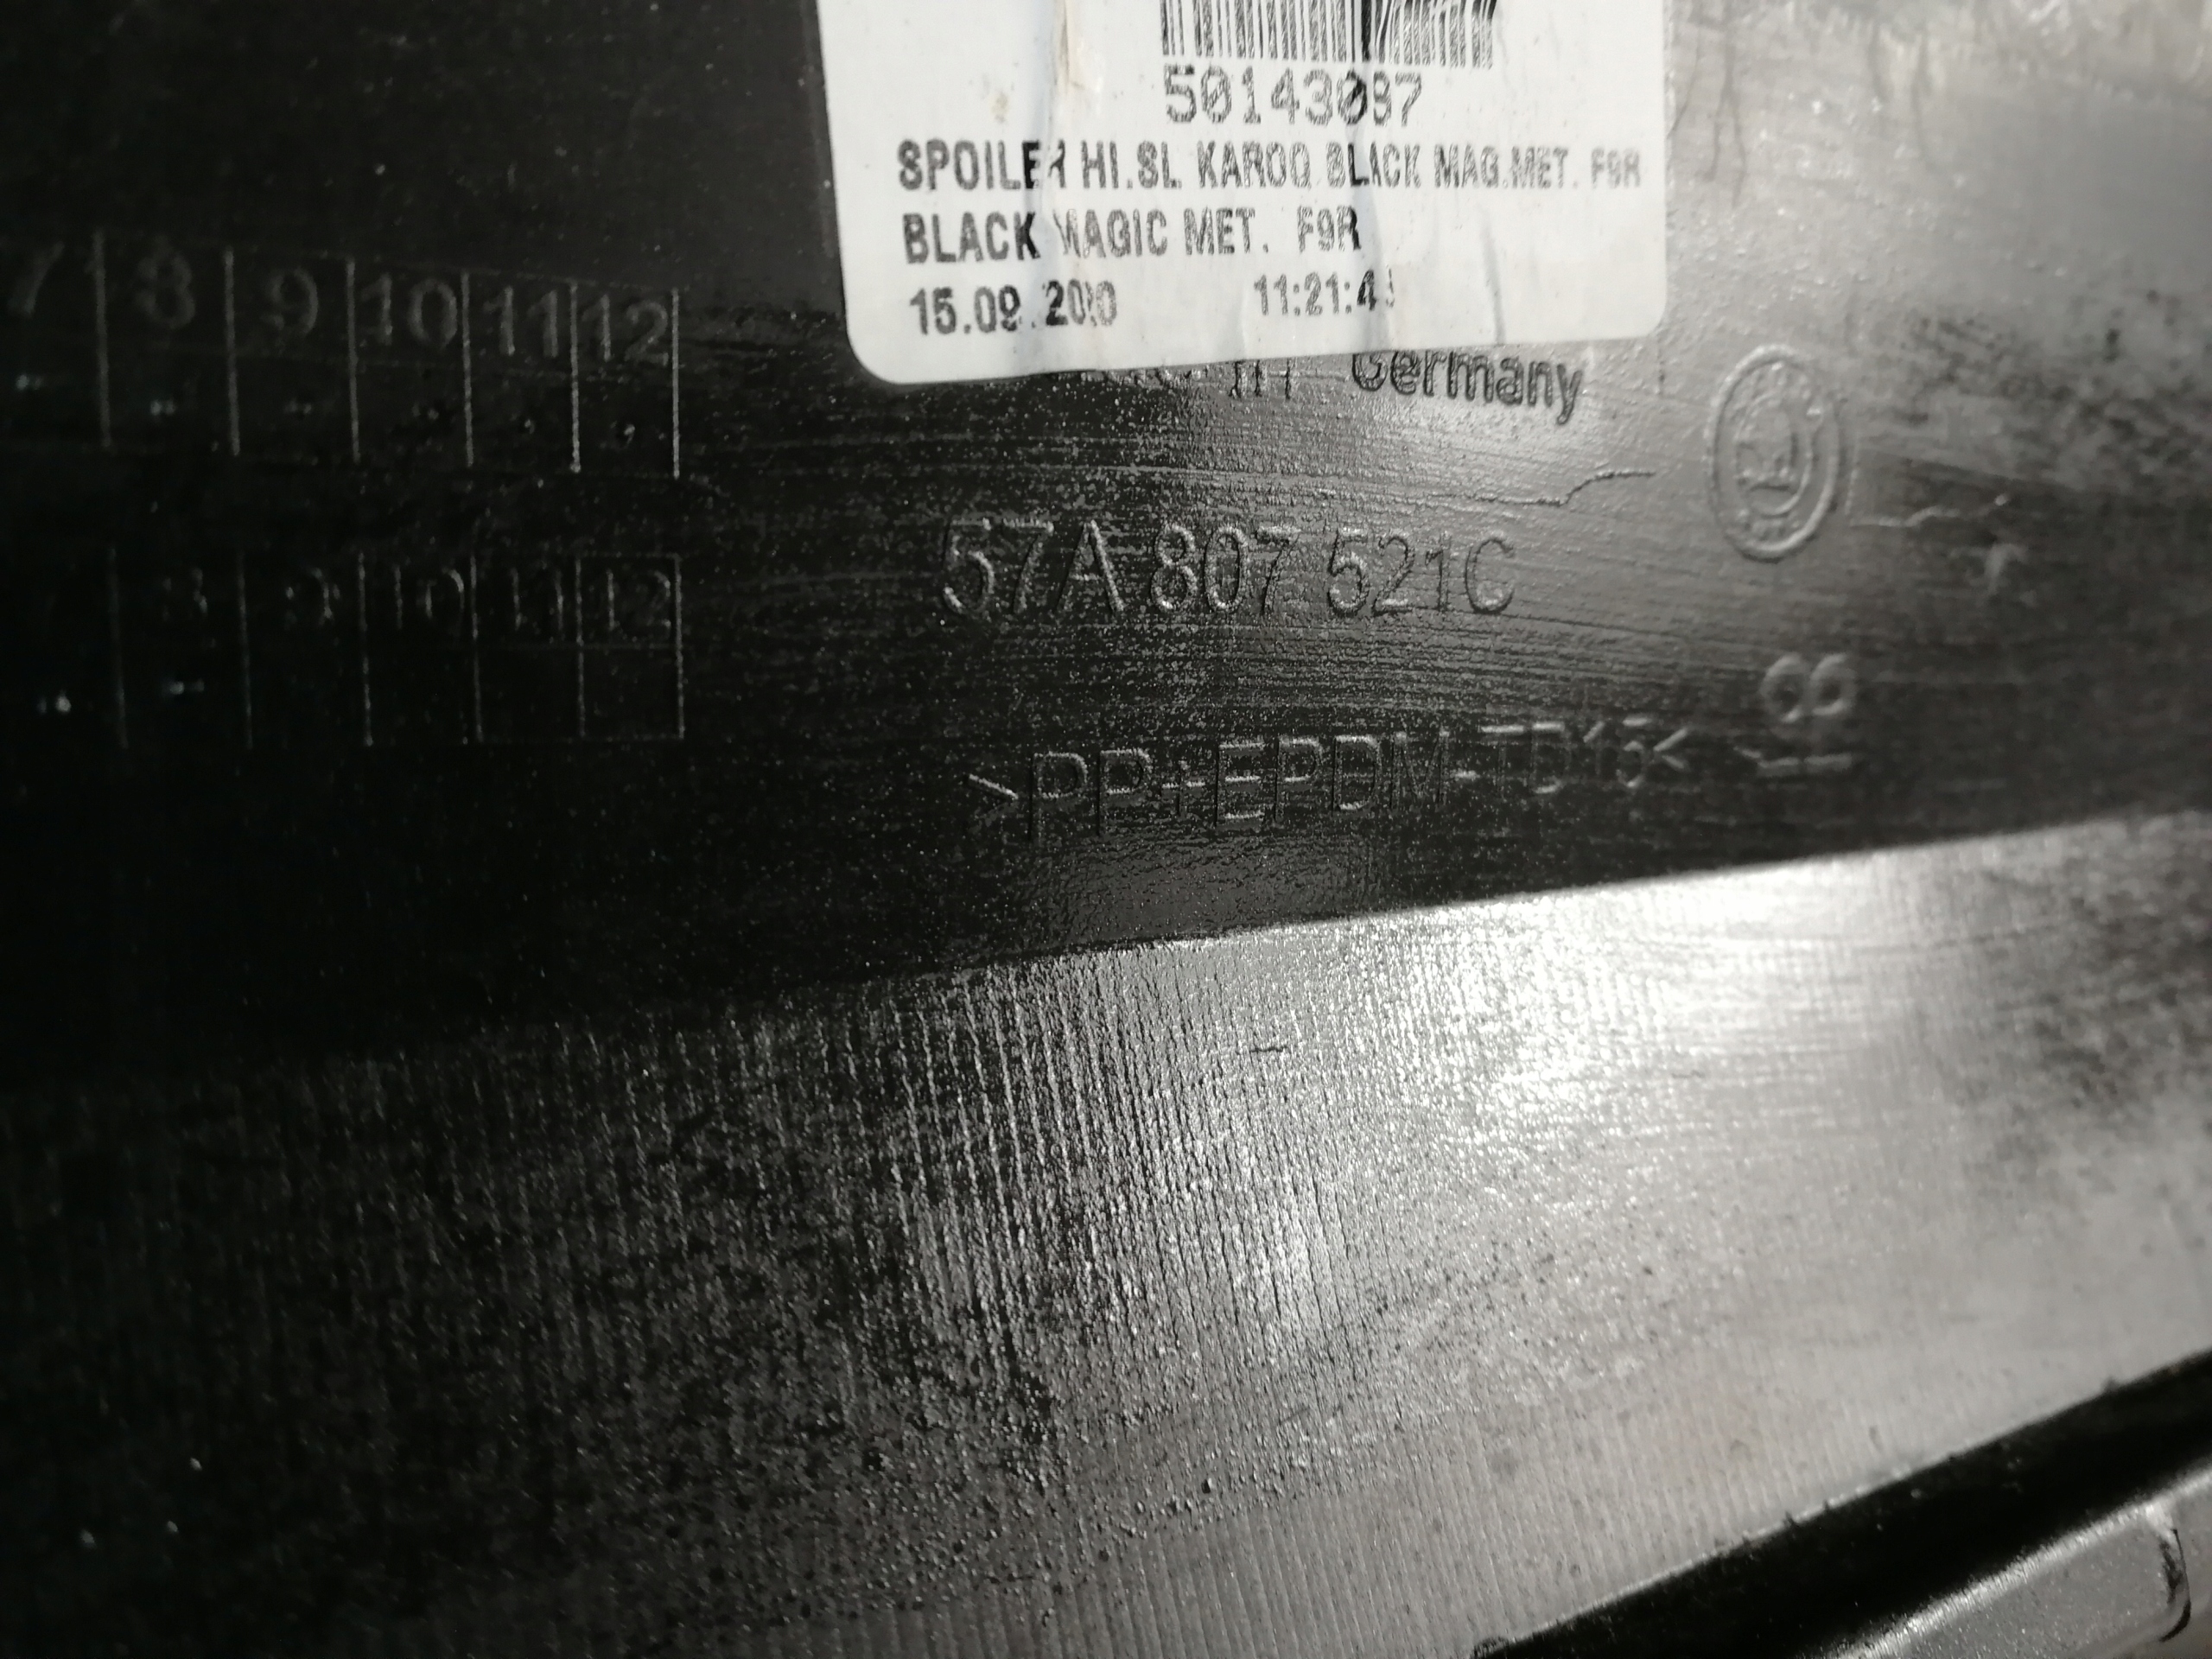 50143087
SPOILER HI.SL KAROQ BLACK MAG.MET. F9R
BLACK MAGIC MET. F9R
15.09.2020 11:21:4
Germany
7 8 9 10 11 12
57A 807 521C
8 9 10 11 12
18
>PP+EPDM-TD15<